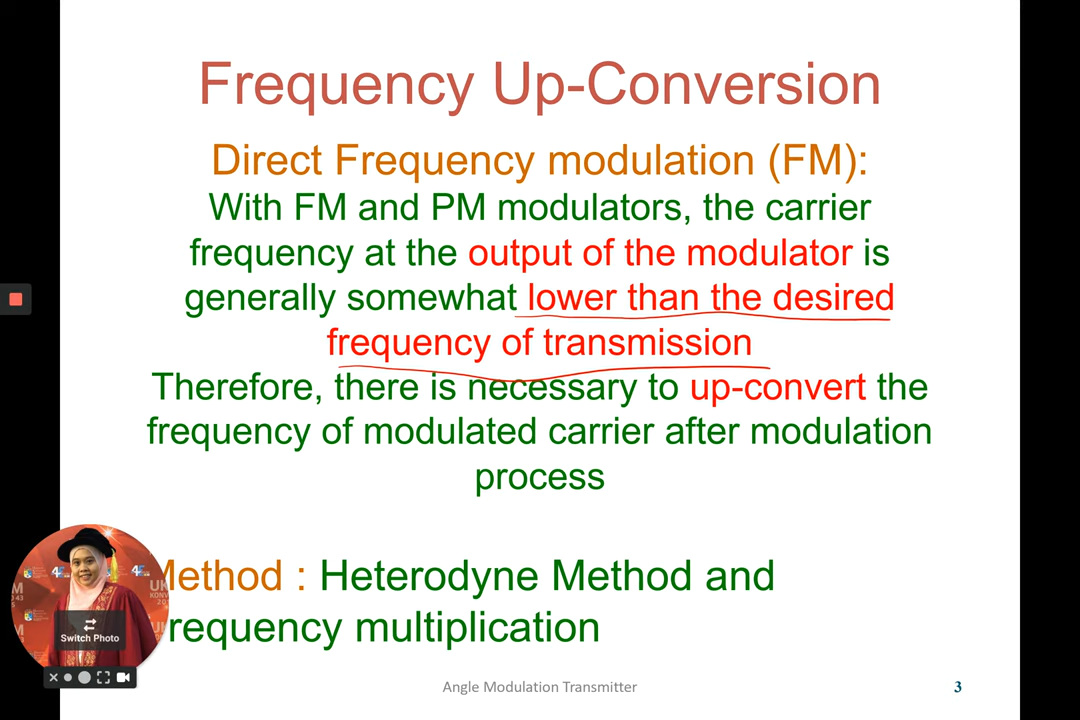 Frequency Up-Conversion
Direct Frequency modulation (FM):
With FM and PM modulators, the carrier
frequency at the output of the modulator is
generally somewhat lower than the desired
frequency of transmission
Therefore, there is necessary to up-convert the
frequency of modulated carrier after modulation
process
Method : Heterodyne Method and
requency multiplication
Switch Photo
Angle Modulation Transmitter
3